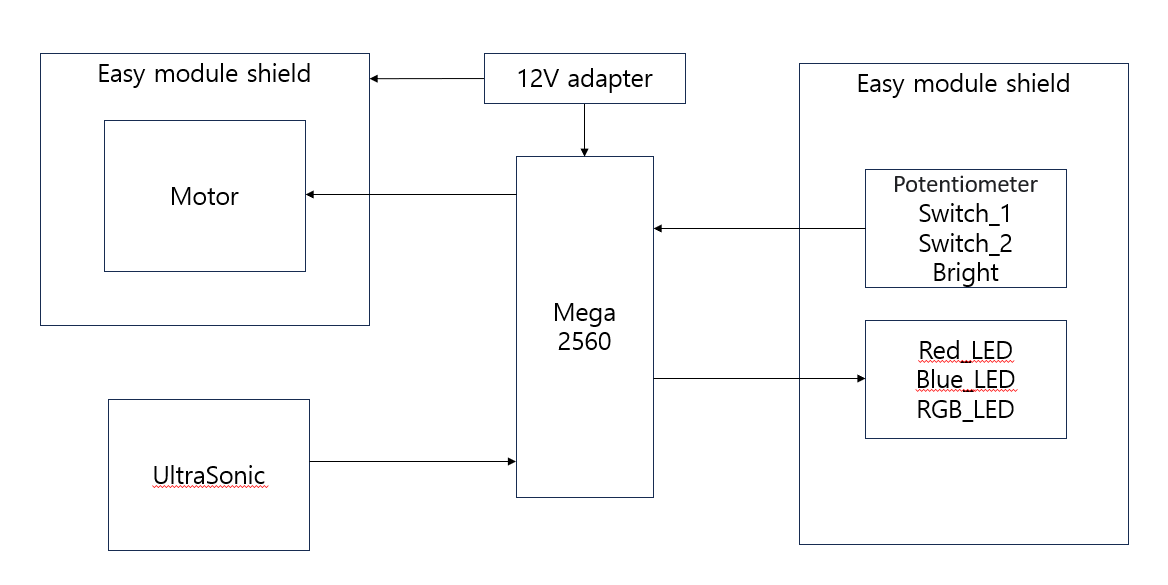 Easy module shield
Motor
12V adapter
Mega
2560
UltraSonic
Easy module shield
Potentiometer
Switch_1
Switch_2
Bright
Red_LED
Blue_LED
RGB_LED